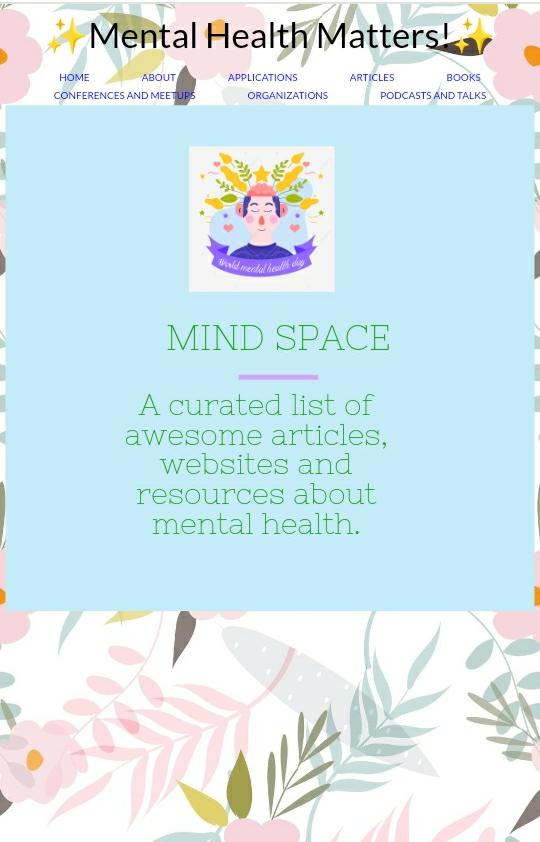 ✨Mental Health Matters!✨
HOME ABOUT APPLICATIONS ARTICLES BOOKS
CONFERENCES AND MEETUPS ORGANIZATIONS PODCASTS AND TALKS
World mental health day
MIND SPACE
A curated list of
awesome articles,
websites and
resources about
mental health.